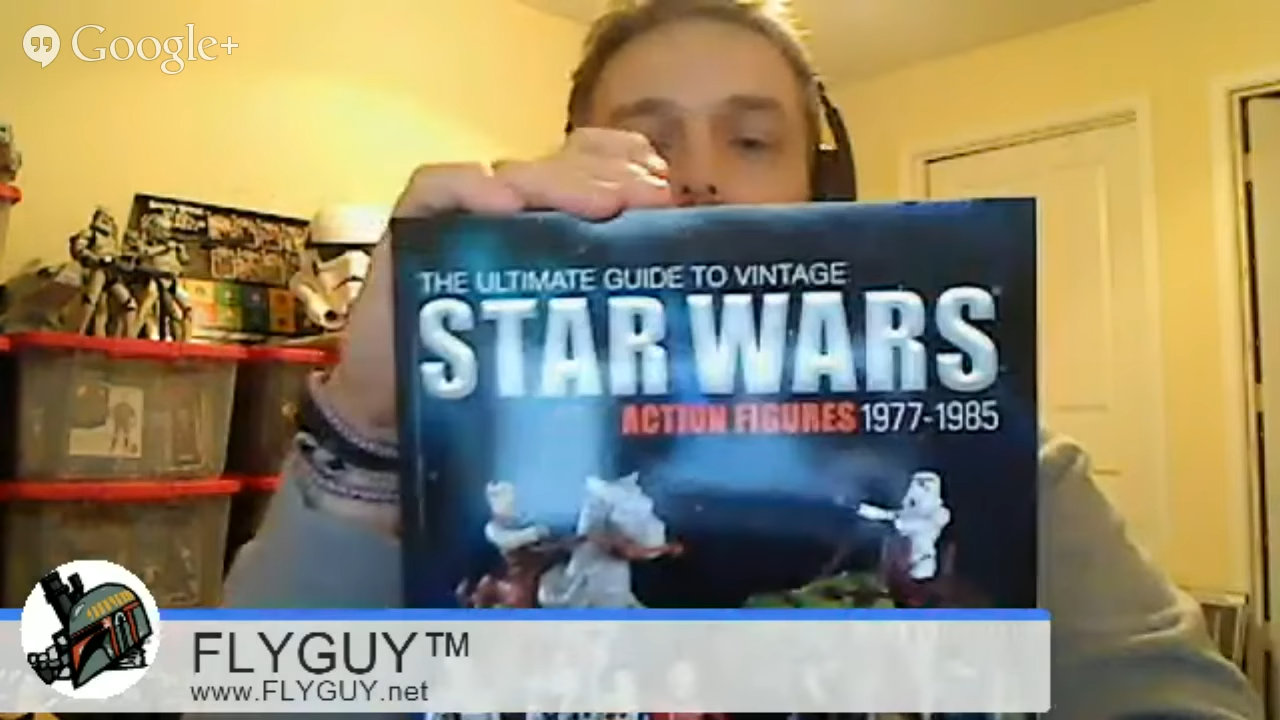 Google+
THE ULTIMATE GUIDE TO VINTAGE
STAR WARS
ACTION FIGURES 1977-1985
FLYGUY™
www.FLYGUY.net